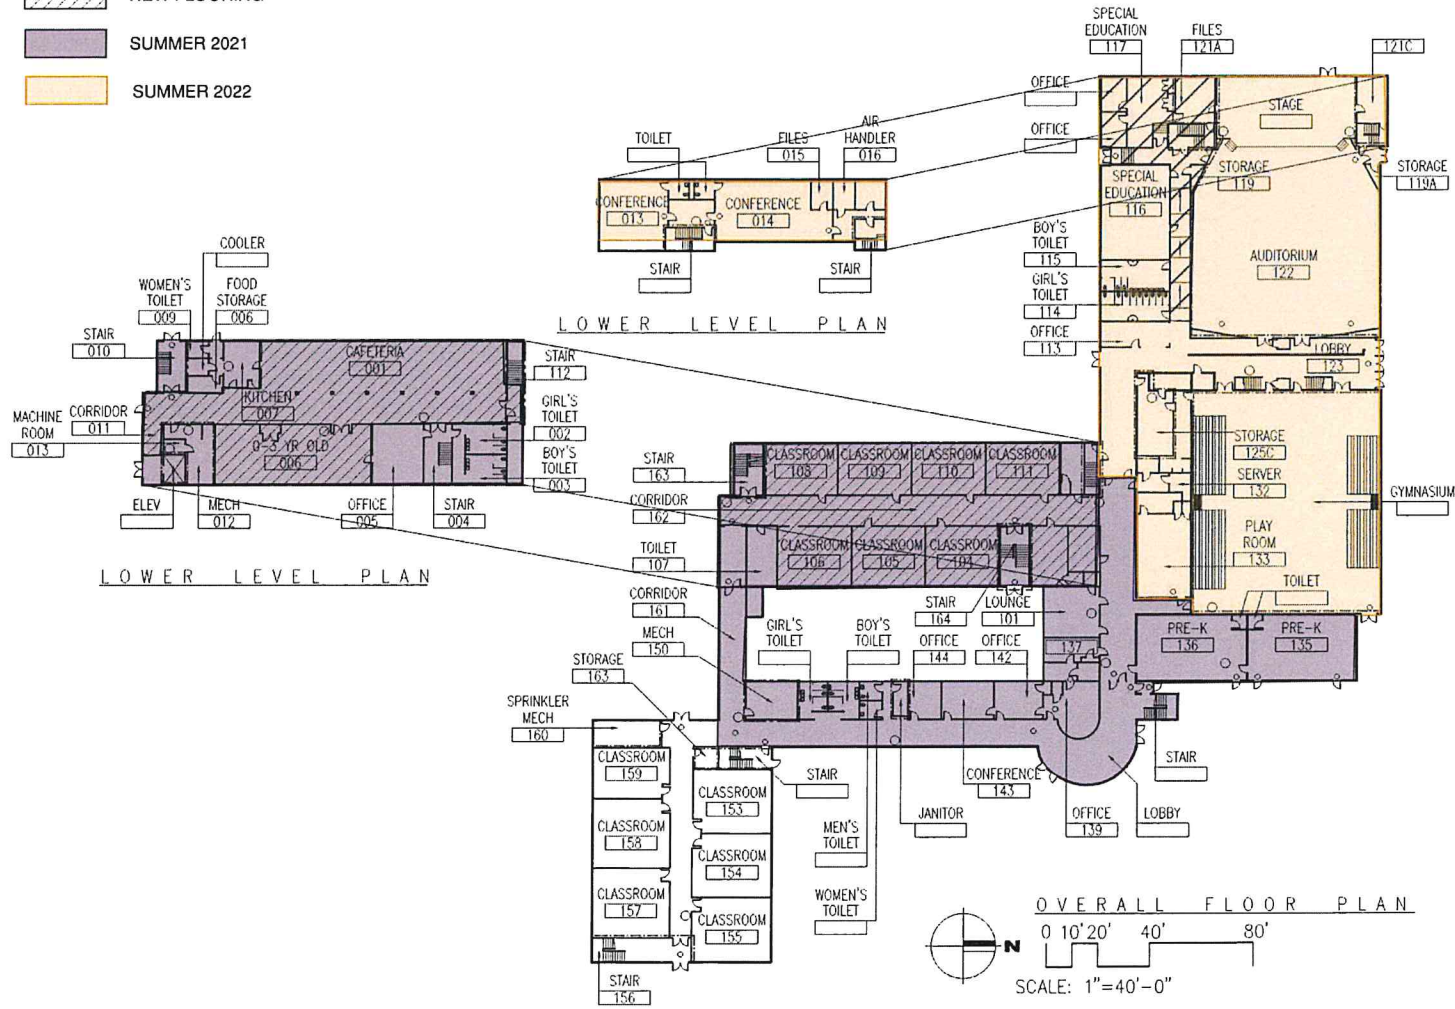 SUMMER 2021
SUMMER 2022
SPECIAL
EDUCATION
117
FILES
121A
121C
OFFICE
OFFICE
STAGE
STORAGE
119
STORAGE
119A
SPECIAL
EDUCATION
116
BOY'S
TOILET
115
GIRL'S
TOILET
114
OFFICE
113
AUDITORIUM
122
LOBBY
123
TOILET
FILES
015
AIR
HANDLER
016
CONFERENCE
013
CONFERENCE
014
STAIR
STAIR
LOWER LEVEL PLAN
COOLER
WOMEN'S
TOILET
009
FOOD
STORAGE
006
STAIR
010
CAFETERIA
001
STAIR
112
KITCHEN
007
GIRL'S
TOILET
002
MACHINE
ROOM
013
CORRIDOR
011
0-3 YR OLD
006
BOY'S
TOILET
003
ELEV
MECH
012
OFFICE
005
STAIR
004
LOWER LEVEL PLAN
STORAGE
125C
SERVER
132
GYMNASIUM
PLAY
ROOM
133
TOILET
PRE-K
136
PRE-K
135
STAIR
163
CLASSROOM
108
CLASSROOM
109
CLASSROOM
110
CLASSROOM
111
CORRIDOR
162
TOILET
107
CLASSROOM
106
CLASSROOM
105
CLASSROOM
104
CORRIDOR
161
STAIR
164
LOUNGE
101
MECH
150
GIRL'S
TOILET
BOY'S
TOILET
OFFICE
144
OFFICE
142
137
STORAGE
163
SPRINKLER
MECH
160
CLASSROOM
159
CLASSROOM
158
CLASSROOM
157
CLASSROOM
153
CLASSROOM
154
CLASSROOM
155
STAIR
156
STAIR
MEN'S
TOILET
WOMEN'S
TOILET
JANITOR
CONFERENCE
143
OFFICE
139
LOBBY
STAIR
N
OVERALL FLOOR PLAN
0 10' 20' 40' 80'
SCALE: 1"=40'-0"